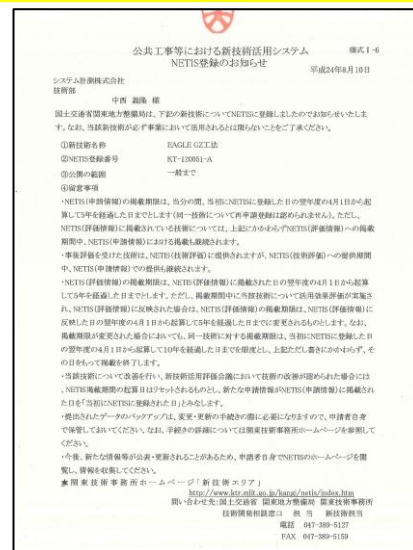 公共工事等における新技術活用システム
様式Ⅰ-6
NETIS登録のお知らせ
平成24年8月10日
システム計測株式会社
技術部
中西 義隆 様
国土交通省関東地方整備局は、下記の新技術についてNETISに登録しましたのでお知らせいたしま
す。なお、当該新技術が必ず事業において活用されるとは限らないことをご了承ください。
①新技術名称 EAGLE GZ工法
②NETIS登録番号 KT-120051-A
③公開の範囲 一般まで
④留意事項
・NETIS(申請情報)の掲載期限は、当分の間、当初にNETISに登録した日の翌年度の4月1日から起
算して5年を経過した日までとします(同一技術について再申請登録は認められません)。ただし、
NETIS(評価情報)に掲載されている技術については、上記にかかわらずNETIS(評価情報)への掲載
期間中、NETIS(申請情報)における掲載も継続されます。
・事後評価を受けた技術は、NETIS(技術評価)に提供されますが、NETIS(技術評価)への提供期間
中、NETIS(申請情報)での提供も継続されます。
・NETIS(評価情報)の掲載期限は、NETIS(評価情報)に掲載された日の翌年度の4月1日から起算
して5年を経過した日までとします。ただし、掲載期間中に当該技術について活用効果評価が実施さ
れ、NETIS(評価情報)に反映された場合は、NETIS(評価情報)の掲載期限は、NETIS(評価情報)に
反映した日の翌年度の4月1日から起算して5年を経過した日までに変更されるものとします。なお、
掲載期限が変更された場合においても、同一技術に対する掲載期限は、当初にNETISに登録した日
の翌年度の4月1日から起算して10年を経過した日までを限度とし、上記ただし書きにかかわらず、そ
の日をもって掲載を終了します。
・当該技術について改善を行い、新技術活用評価会議において技術の改善が認められた場合には
、NETIS掲載期間の起算日はリセットされるものとし、新たな申請情報がNETIS(申請情報)に掲載され
た日を「当初にNETISに登録された日」とみなします。
・提出されたデータのバックアップは、変更・更新の手続きの際に必要になりますので、申請者自身
で保管しておいてください。なお、手続きの詳細については関東技術事務所ホームページを参照して
ください。
・今後、新たな情報等が公表・更新されることがあるため、申請者自身でNETISのホームページを閲
覧し、情報を収集してください。
★関東技術事務所ホームページ「新技術エリア」
http://www.ktr.mlit.go.jp/kangi/netis/index.htm
問い合わせ先：国土交通省 関東地方整備局 関東技術事務所
技術開発相談窓口 担 当 新技術担当
電話 047-389-5127
FAX 047-389-5159